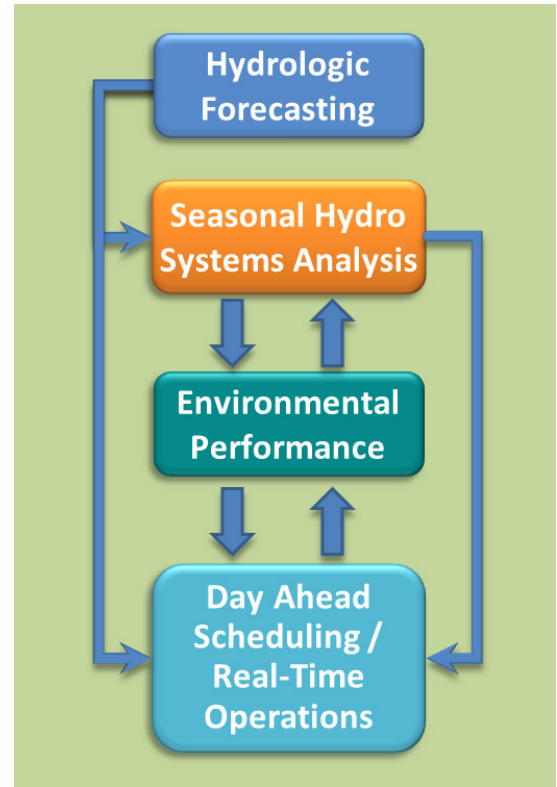 Hydrologic
Forecasting
Seasonal Hydro
Systems Analysis
Environmental
Performance
Day Ahead
Scheduling /
Real-Time
Operations